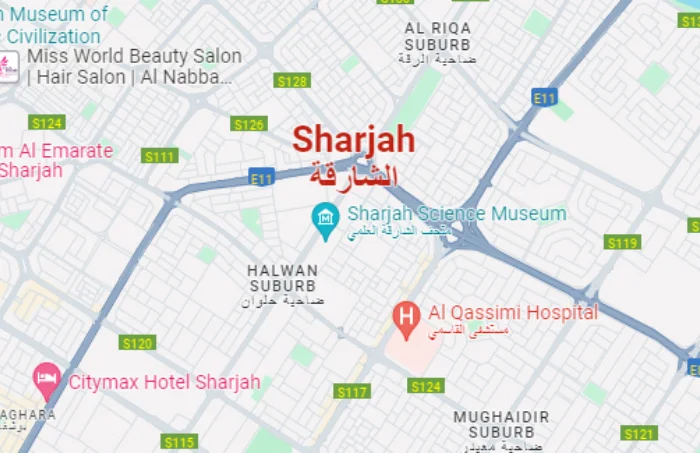 Museum of
Civilization
Miss World Beauty Salon
| Hair Salon | Al Nabba...
AL RIQA
SUBURB
ضاحية الرقة
S128
E11
S124
S126
Sharjah
الشارقة
Al Emarate
Sharjah
S111
E11
Sharjah Science Museum
متحف الشارقة العلمي
S119
HALWAN
SUBURB
ضاحية حلوان
Al Qassimi Hospital
مستشفى القاسمي
S120
Citymax Hotel Sharjah
S117
S124
MUGHAIDIR
SUBURB
ضاحية مغيدر
S115
S121